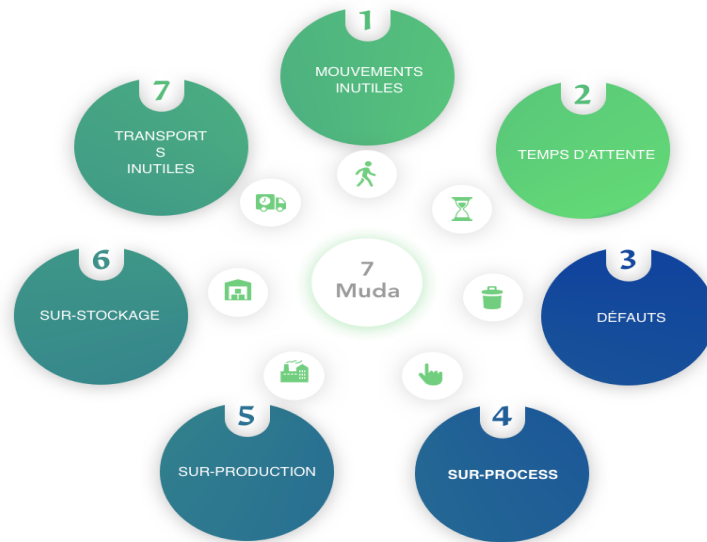 1
MOUVEMENTS
INUTILES
2
TEMPS D'ATTENTE
3
DÉFAUTS
4
SUR-PROCESS
5
SUR-PRODUCTION
6
SUR-STOCKAGE
7
TRANSPORT
S
INUTILES
7
Muda